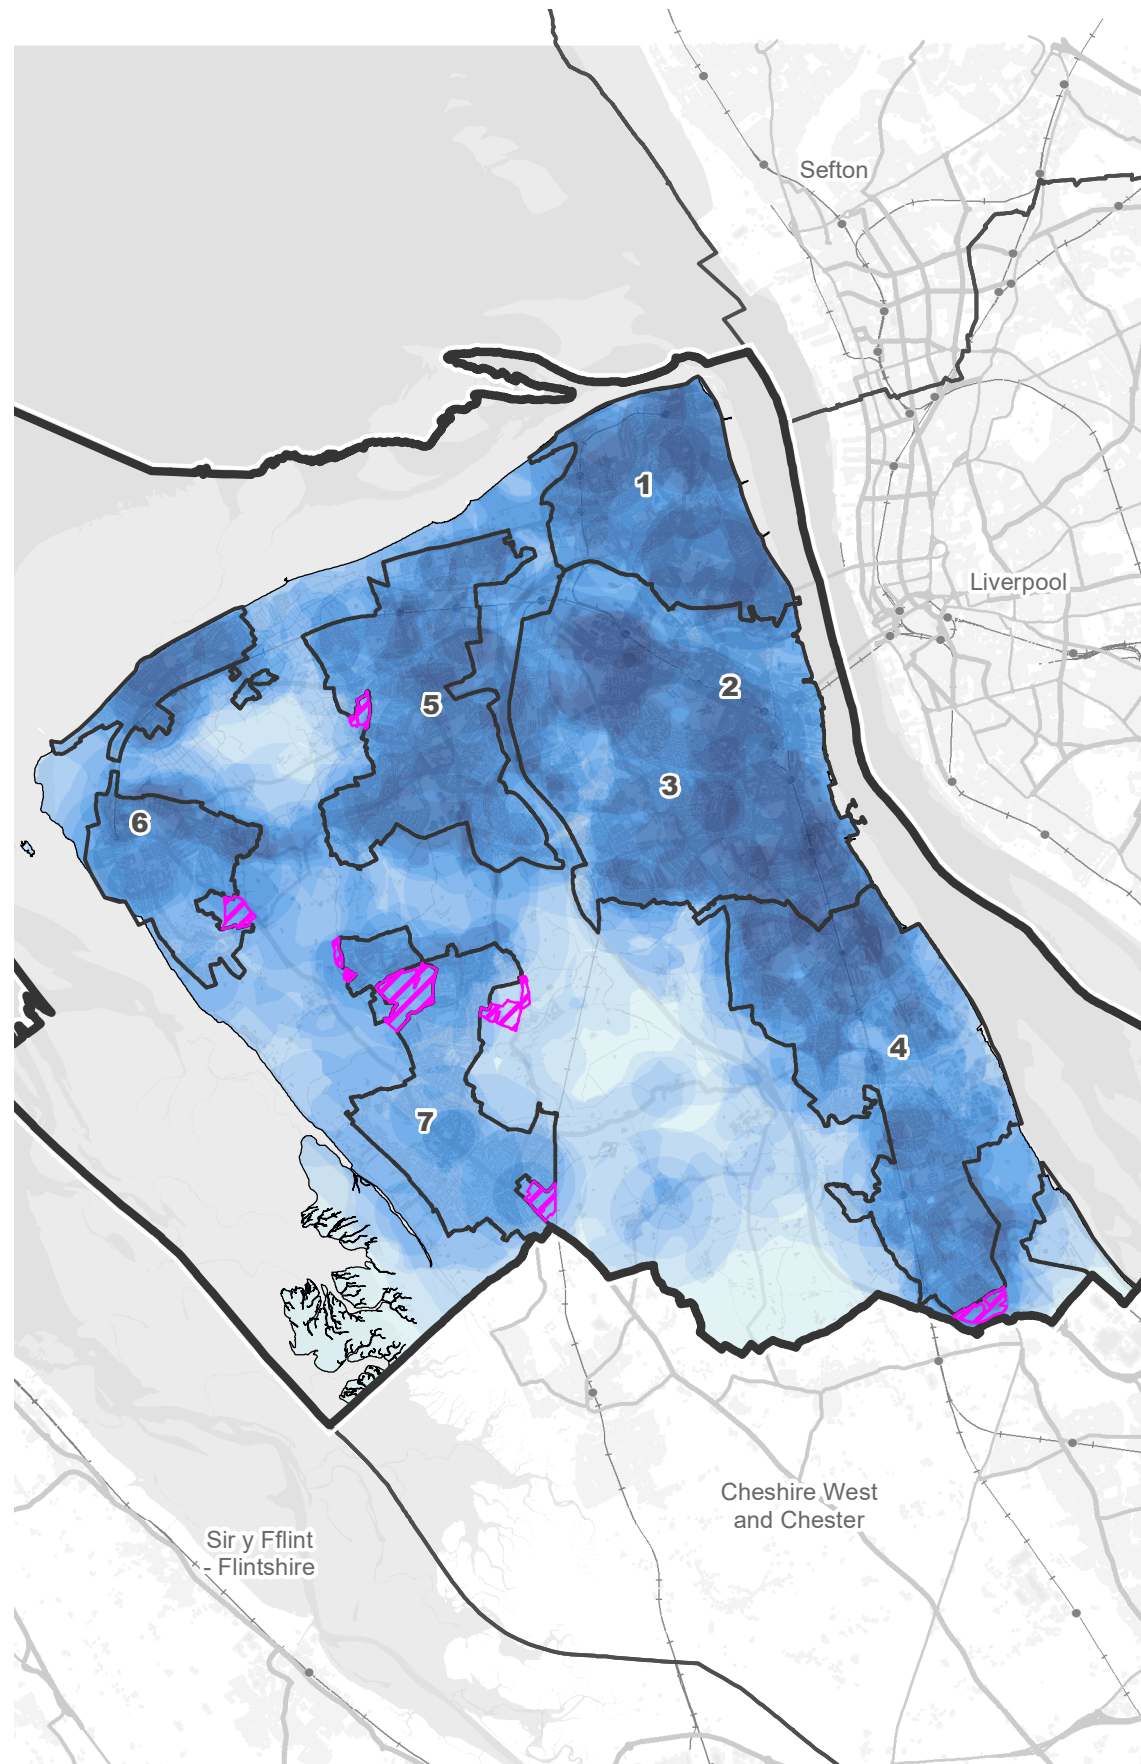 Sefton
1
Liverpool
2
5
3
6
4
7
Cheshire West
and Chester
Sir y Fflint
- Flintshire